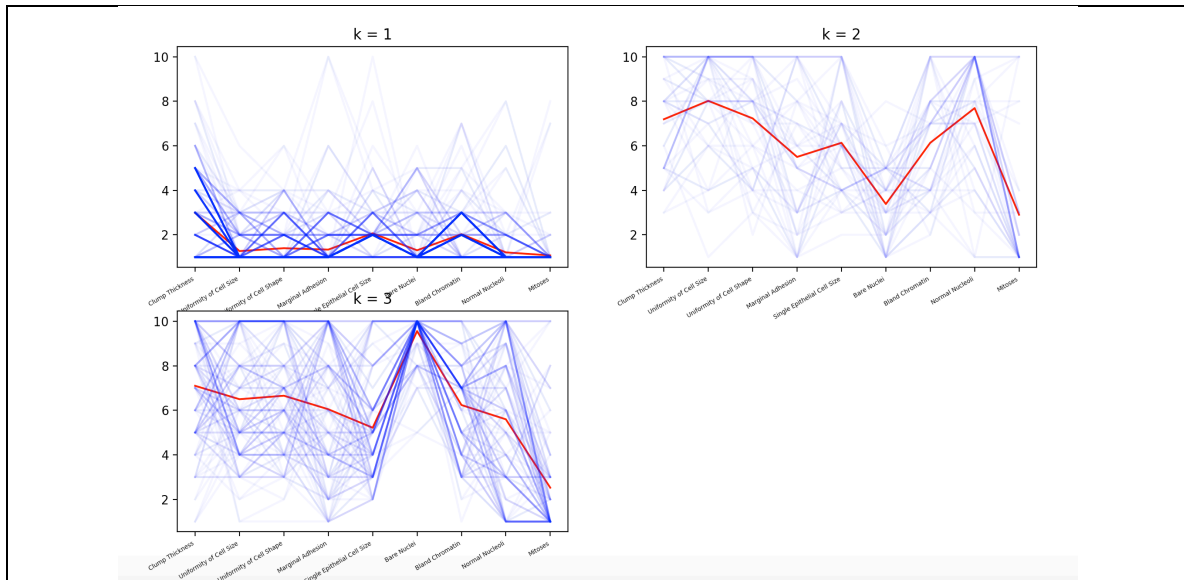 k = 1
10
8
6
4
2
Clump Thickness
Uniformity of Cell Size
Uniformity of Cell Shape
Marginal Adhesion
Single Epithelial Cell Size
Bare Nuclei
Bland Chromatin
Normal Nucleoli
Mitoses
k = 2
10
8
6
4
2
Clump Thickness
Uniformity of Cell Size
Uniformity of Cell Shape
Marginal Adhesion
Single Epithelial Cell Size
Bare Nuclei
Bland Chromatin
Normal Nucleoli
Mitoses
k = 3
10
8
6
4
2
Clump Thickness
Uniformity of Cell Size
Uniformity of Cell Shape
Marginal Adhesion
Single Epithelial Cell Size
Bare Nuclei
Bland Chromatin
Normal Nucleoli
Mitoses